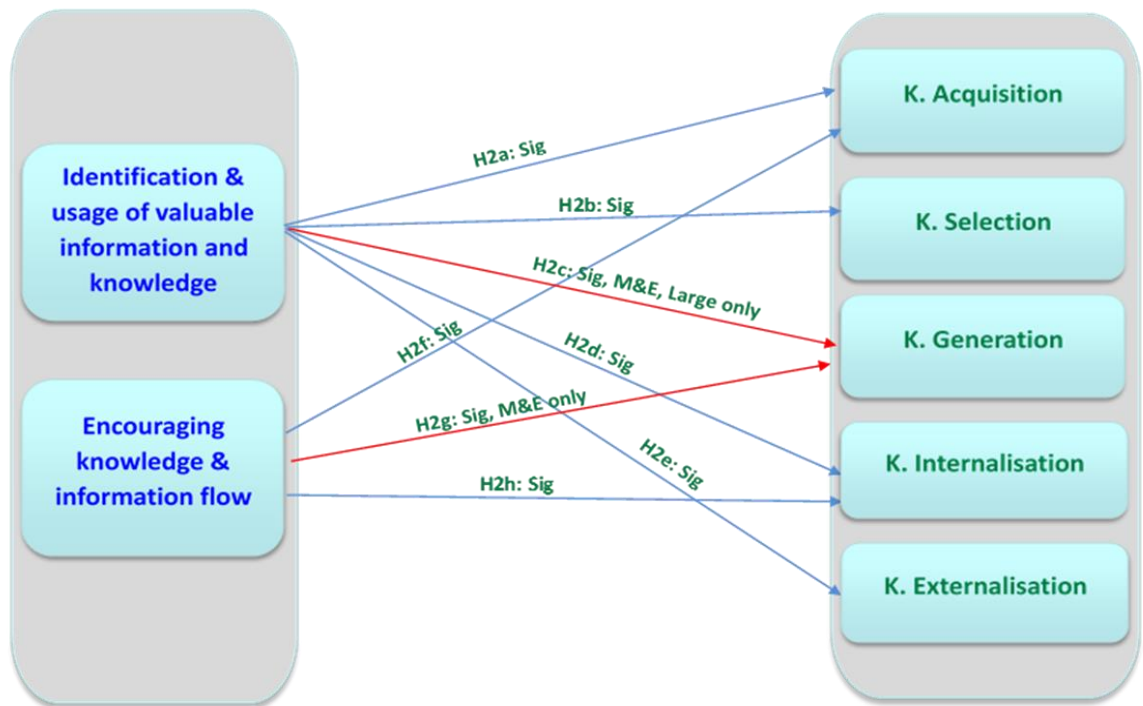 Identification &
usage of valuable
information and
knowledge
Encouraging
knowledge &
information flow
H2a: Sig
H2b: Sig
H2c: Sig, M&E, Large only
H2d: Sig
H2e: Sig
H2f: Sig
H2g: Sig, M&E only
H2h: Sig
K. Acquisition
K. Selection
K. Generation
K. Internalisation
K. Externalisation